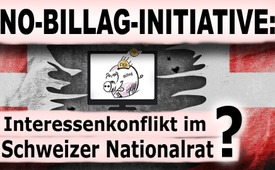 NO-BILLAG-INITIATIVE:
Interessenkonflikt im
Schweizer Nationalrat ?